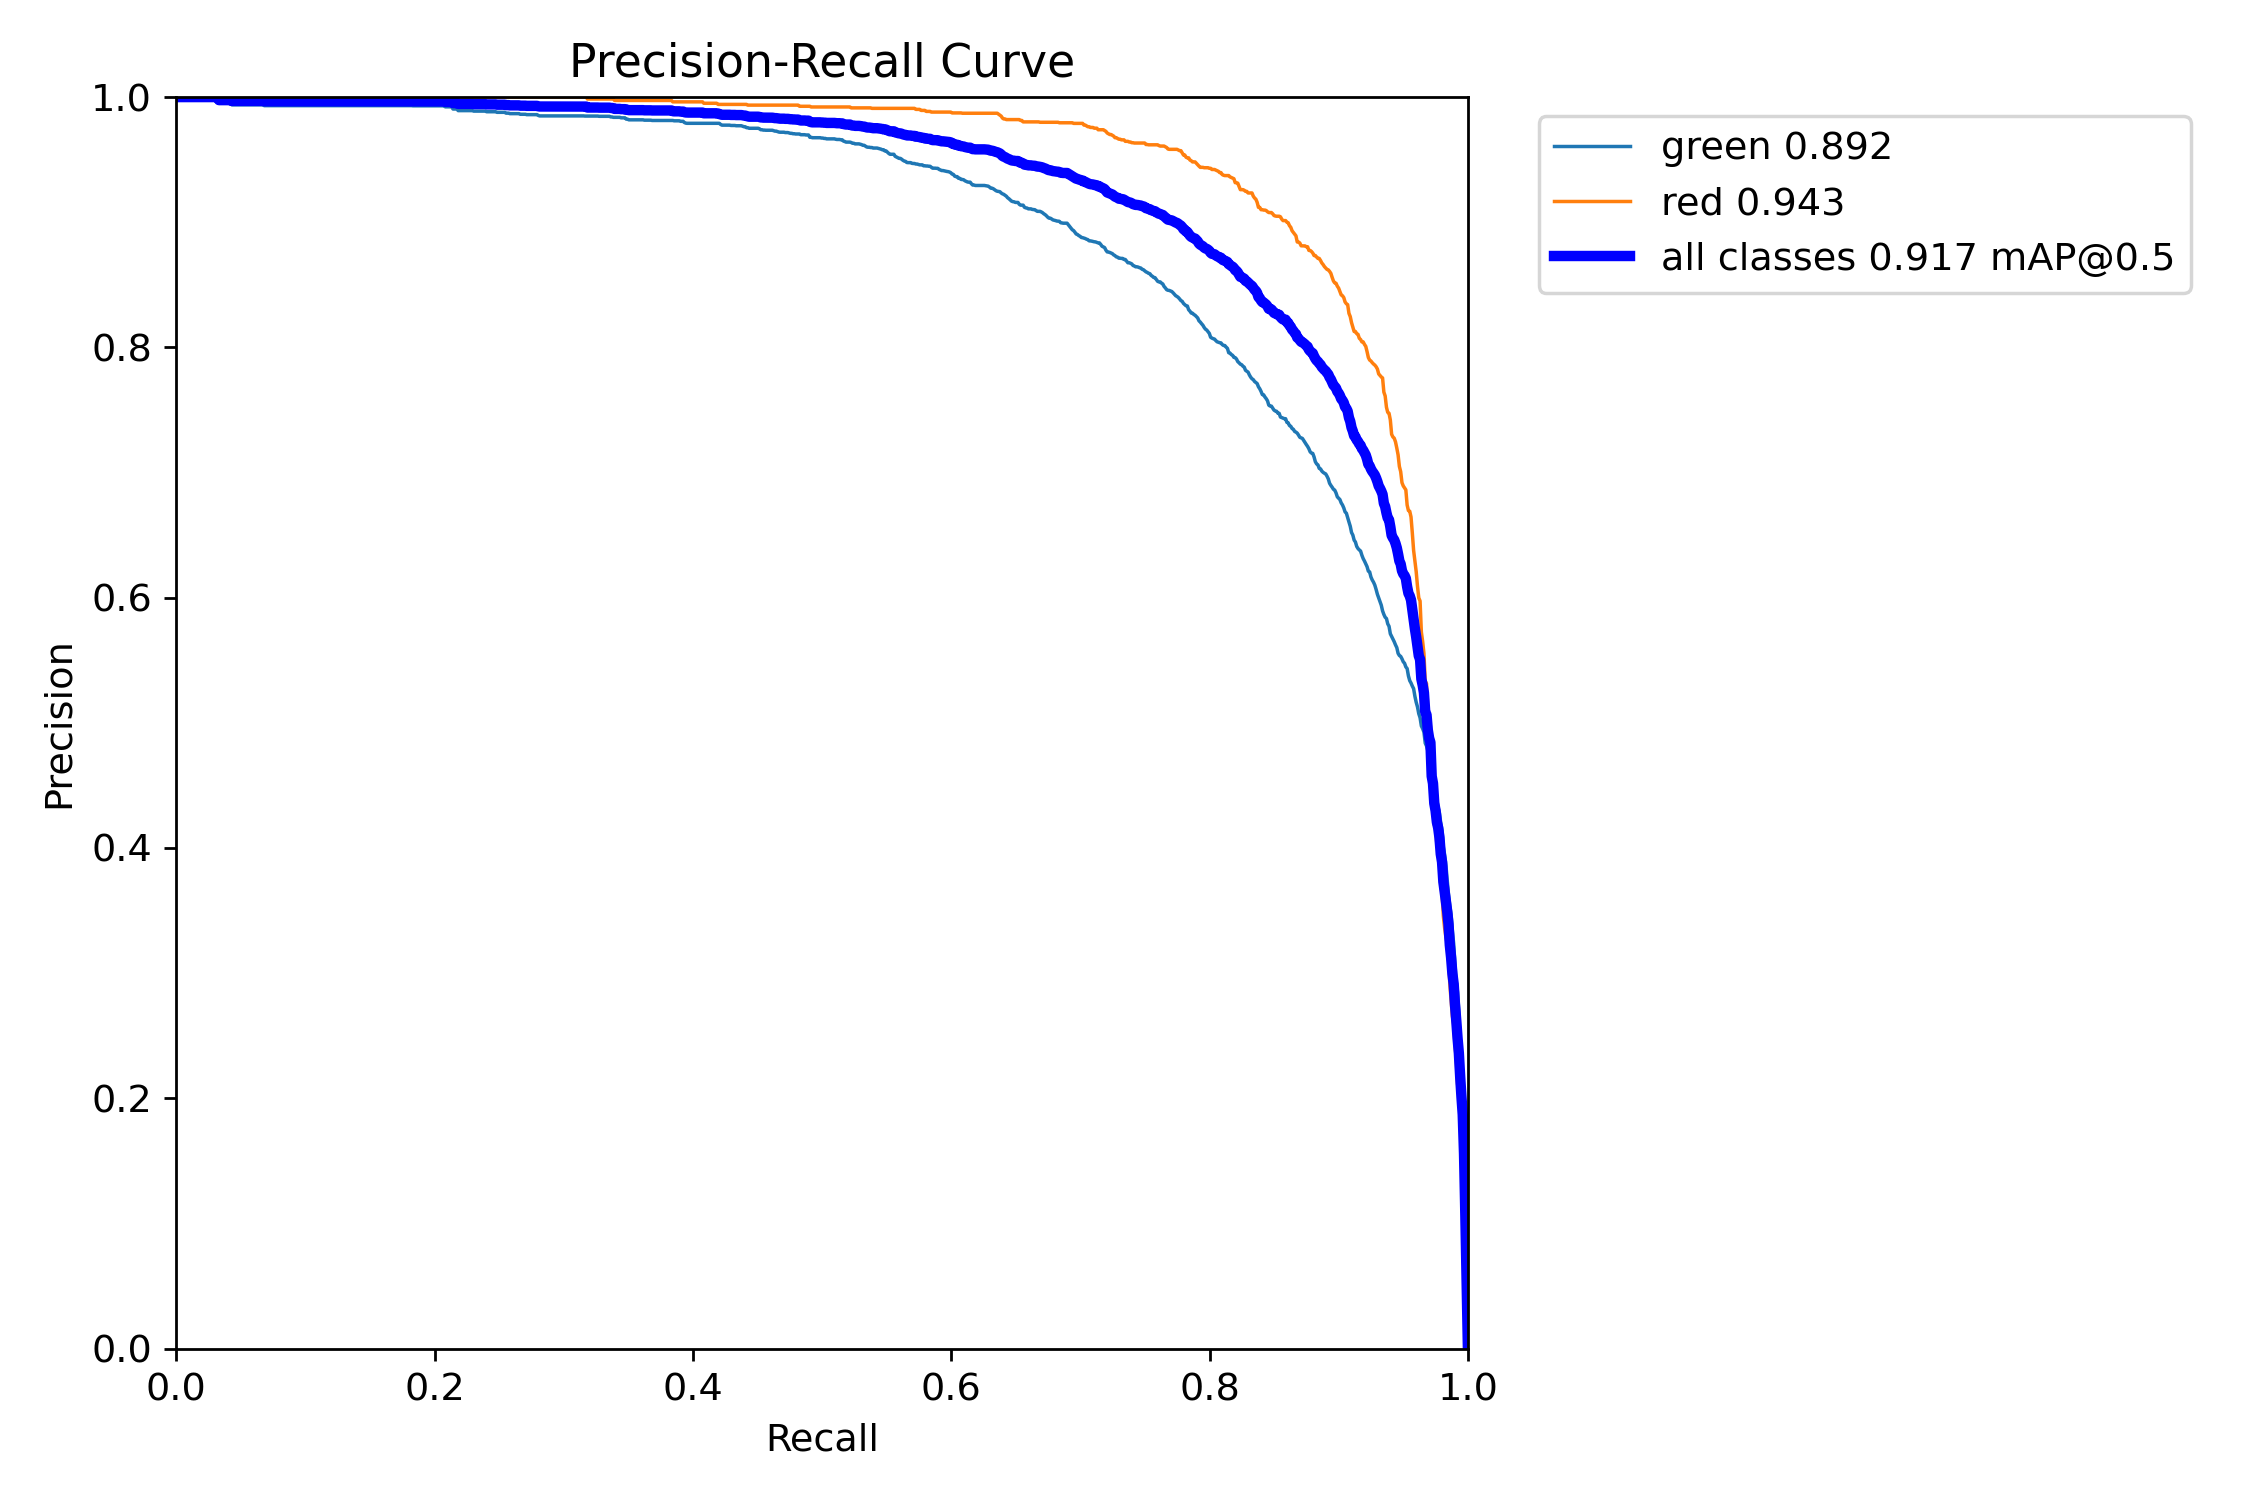 Precision-Recall Curve
1.0
0.8
0.6
0.4
0.2
0.0
Precision
0.0 0.2 0.4 0.6 0.8 1.0
Recall
green 0.892
red 0.943
all classes 0.917 mAP@0.5